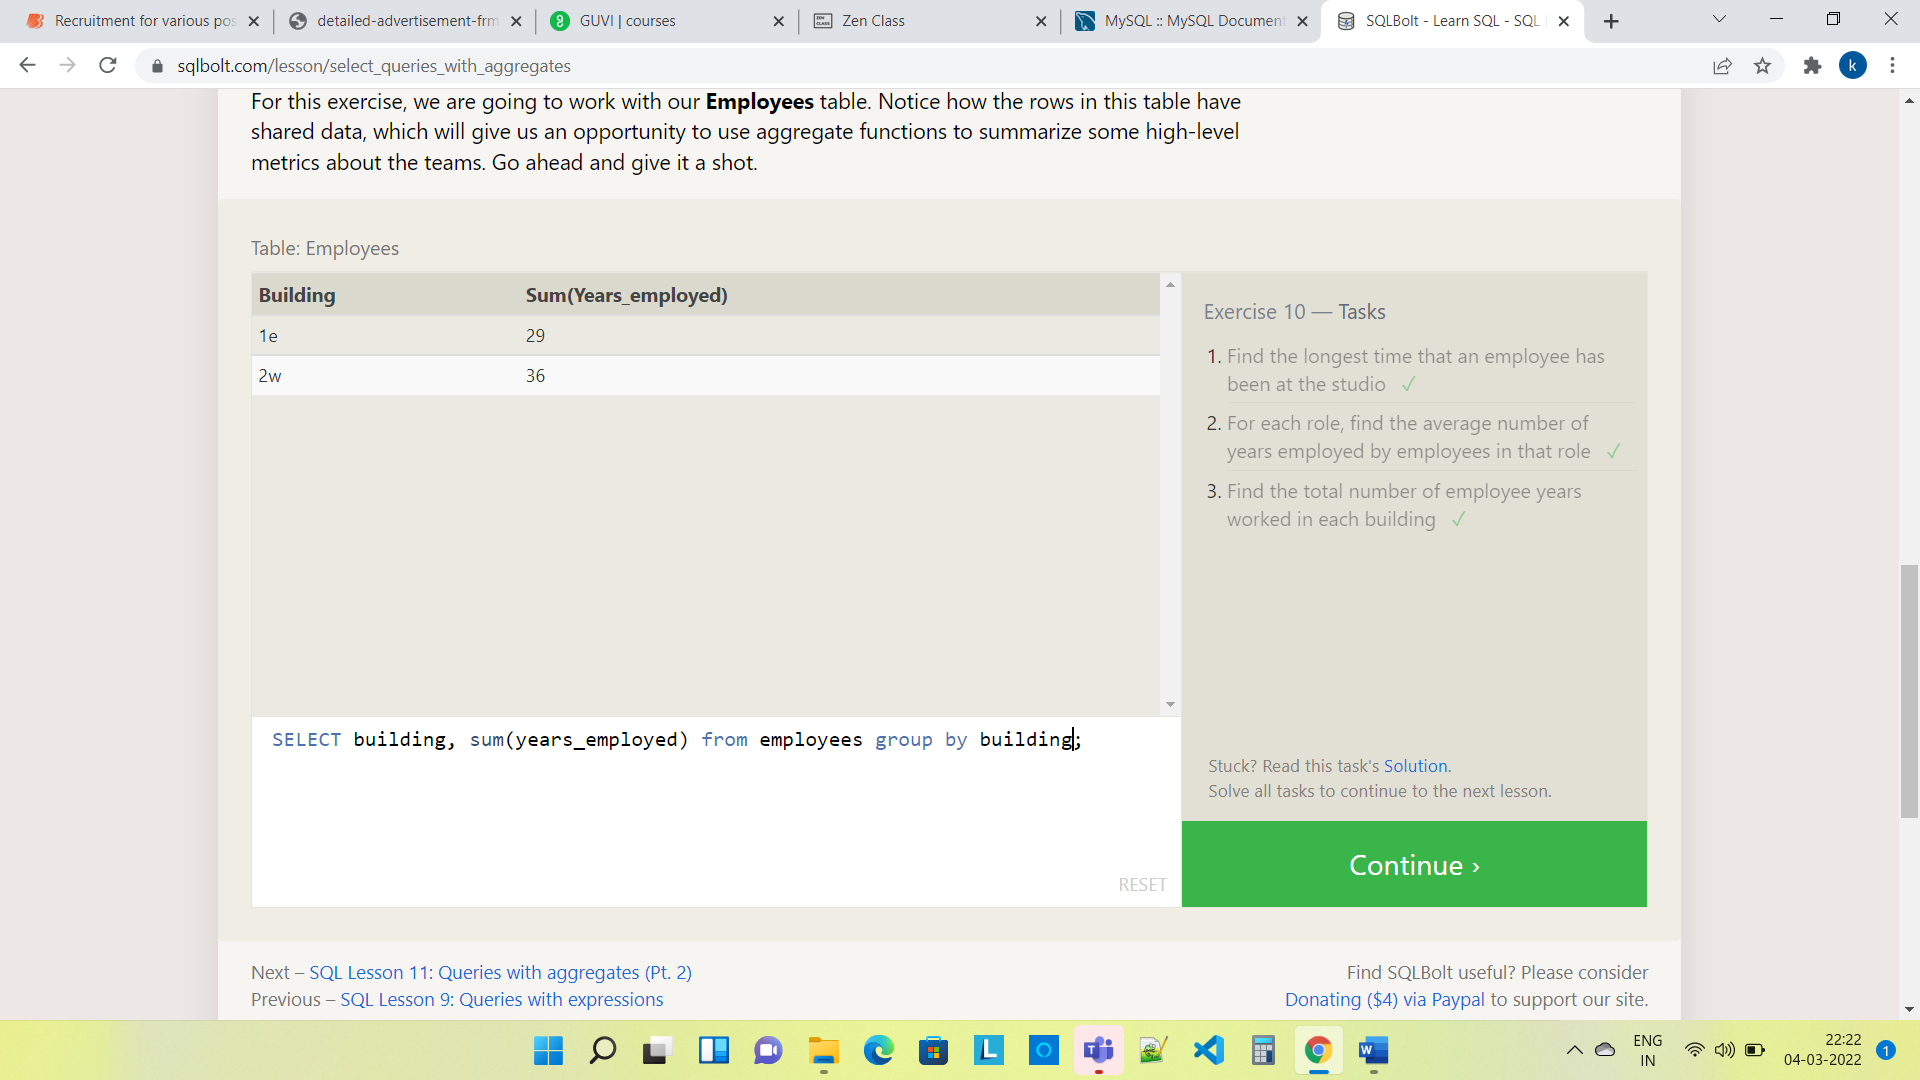 Recruitment for various pos
detailed-advertisement-frm
GUVI | courses
Zen Class
MySQL :: MySQL Document
SQLBolt - Learn SQL - SQL
sqlbolt.com/lesson/select_queries_with_aggregates
k
For this exercise, we are going to work with our Employees table. Notice how the rows in this table have
shared data, which will give us an opportunity to use aggregate functions to summarize some high-level
metrics about the teams. Go ahead and give it a shot.
Table: Employees
Building Sum(Years_employed)
1e 29
2w 36
SELECT building, sum(years_employed) from employees group by building;
RESET
Exercise 10 — Tasks
1. Find the longest time that an employee has
been at the studio ✓
2. For each role, find the average number of
years employed by employees in that role ✓
3. Find the total number of employee years
worked in each building ✓
Stuck? Read this task's Solution.
Solve all tasks to continue to the next lesson.
Continue ›
Next – SQL Lesson 11: Queries with aggregates (Pt. 2)
Previous – SQL Lesson 9: Queries with expressions
Find SQLBolt useful? Please consider
Donating ($4) via Paypal to support our site.
ENG
IN
22:22
04-03-2022
1